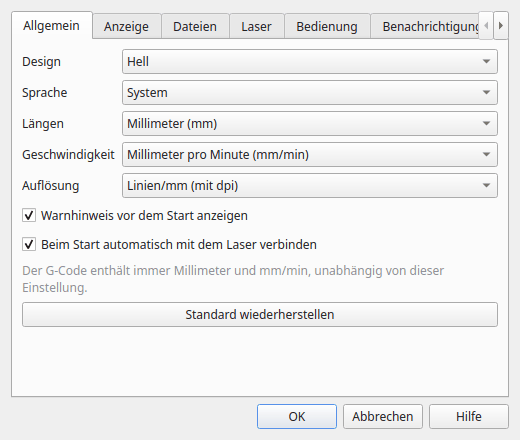 Allgemein Anzeige Dateien Laser Bedienung Benachrichtigung
Design Hell
Sprache System
Längen Millimeter (mm)
Geschwindigkeit Millimeter pro Minute (mm/min)
Auflösung Linien/mm (mit dpi)
Warnhinweis vor dem Start anzeigen
Beim Start automatisch mit dem Laser verbinden
Der G-Code enthält immer Millimeter und mm/min, unabhängig von dieser
Einstellung.
Standard wiederherstellen
OK Abbrechen Hilfe